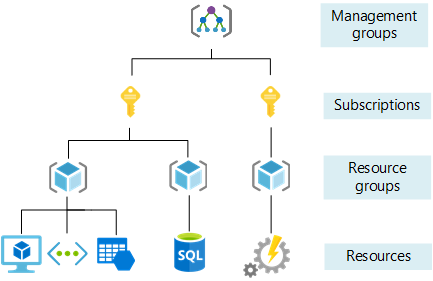 Management
groups
Subscriptions
Resource
groups
SQL
Resources